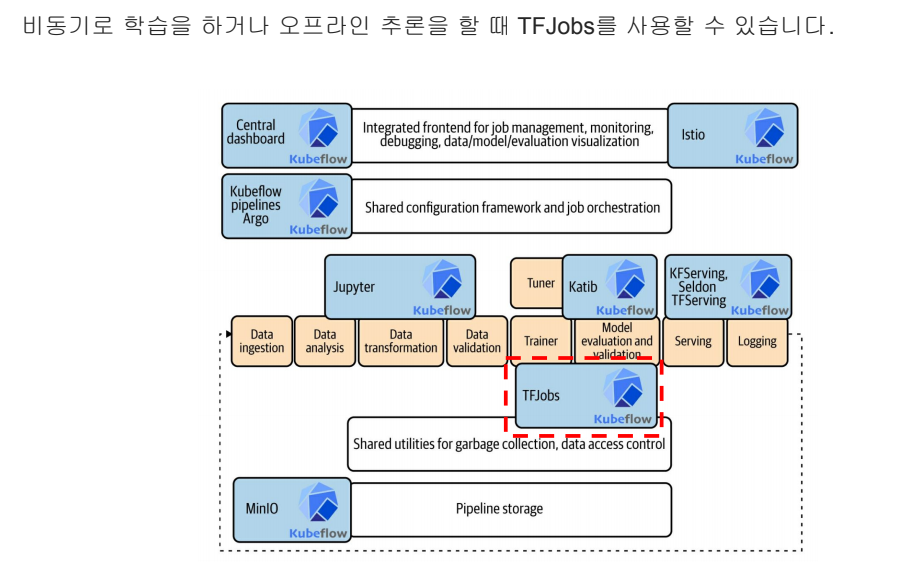 비동기로 학습을 하거나 오프라인 추론을 할 때 TFJobs를 사용할 수 있습니다.
Central
dashboard
Kubeflow
Integrated frontend for job management, monitoring,
debugging, data/model/evaluation visualization
Istio
Kubeflow
Kubeflow
pipelines
Argo
Kubeflow
Shared configuration framework and job orchestration
Jupyter
Kubeflow
Tuner
Katib
Kubeflow
KFServing,
Seldon
TFServing
Kubeflow
Data
ingestion
Data
analysis
Data
transformation
Data
validation
Trainer
Model
evaluation and
validation
Serving
Logging
TFJobs
Kubeflow
Shared utilities for garbage collection, data access control
MinIO
Kubeflow
Pipeline storage